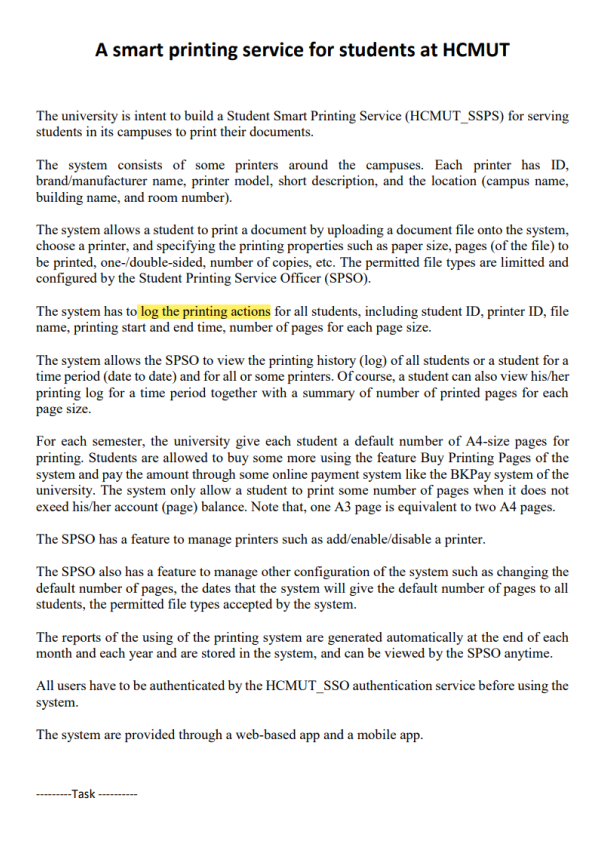 A smart printing service for students at HCMUT
The university is intent to build a Student Smart Printing Service (HCMUT_SSPS) for serving
students in its campuses to print their documents.
The system consists of some printers around the campuses. Each printer has ID,
brand/manufacturer name, printer model, short description, and the location (campus name,
building name, and room number).
The system allows a student to print a document by uploading a document file onto the system,
choose a printer, and specifying the printing properties such as paper size, pages (of the file) to
be printed, one-/double-sided, number of copies, etc. The permitted file types are limitted and
configured by the Student Printing Service Officer (SPSO).
The system has to log the printing actions for all students, including student ID, printer ID, file
name, printing start and end time, number of pages for each page size.
The system allows the SPSO to view the printing history (log) of all students or a student for a
time period (date to date) and for all or some printers. Of course, a student can also view his/her
printing log for a time period together with a summary of number of printed pages for each
page size.
For each semester, the university give each student a default number of A4-size pages for
printing. Students are allowed to buy some more using the feature Buy Printing Pages of the
system and pay the amount through some online payment system like the BKPay system of the
university. The system only allow a student to print some number of pages when it does not
exeed his/her account (page) balance. Note that, one A3 page is equivalent to two A4 pages.
The SPSO has a feature to manage printers such as add/enable/disable a printer.
The SPSO also has a feature to manage other configuration of the system such as changing the
default number of pages, the dates that the system will give the default number of pages to all
students, the permitted file types accepted by the system.
The reports of the using of the printing system are generated automatically at the end of each
month and each year and are stored in the system, and can be viewed by the SPSO anytime.
All users have to be authenticated by the HCMUT_SSO authentication service before using the
system.
The system are provided through a web-based app and a mobile app.
---------Task ----------